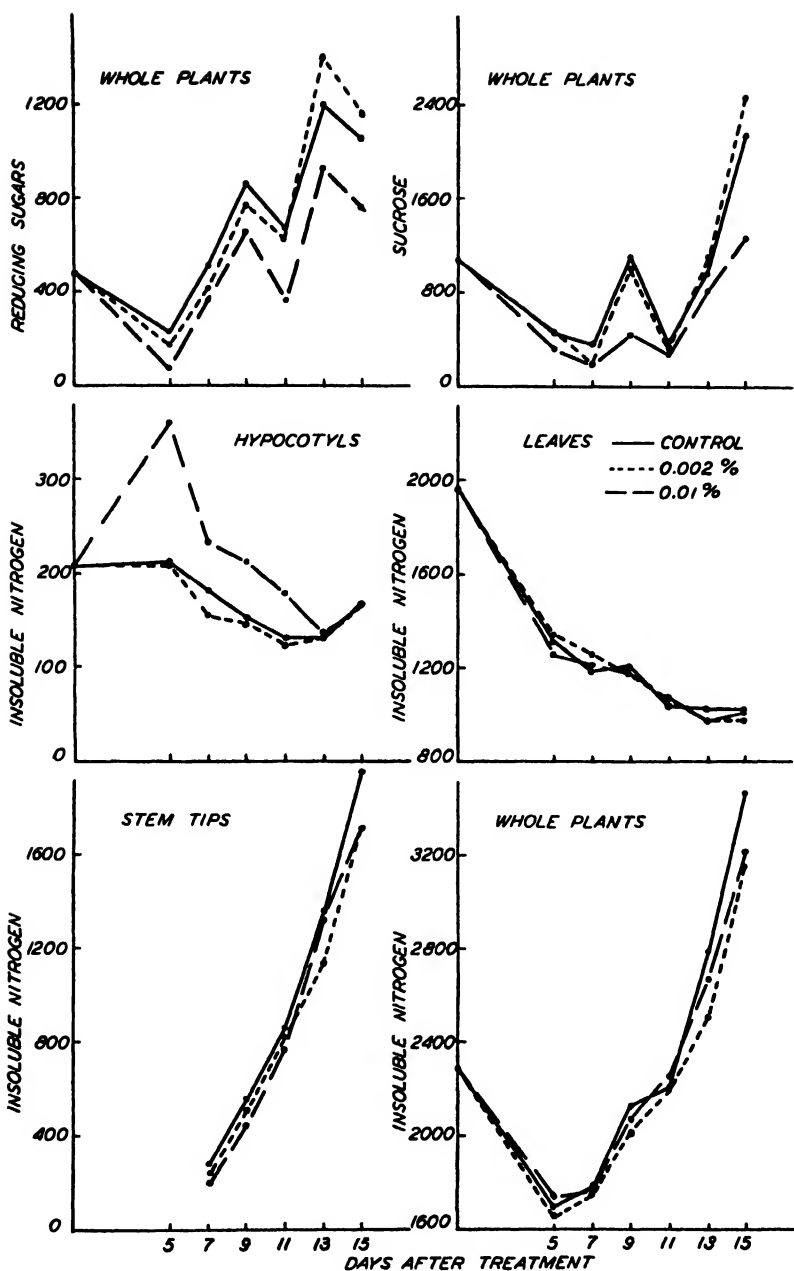 WHOLE PLANTS
REDUCING SUGARS
1200
800
400
0
WHOLE PLANTS
SUCROSE
2400
1600
800
0
HYPOCOTYLS
INSOLUBLE NITROGEN
300
200
100
0
LEAVES
CONTROL
0.002 %
0.01 %
INSOLUBLE NITROGEN
2000
1600
1200
800
STEM TIPS
INSOLUBLE NITROGEN
1600
1200
800
400
0
5 7 9 11 13 15
WHOLE PLANTS
INSOLUBLE NITROGEN
3200
2800
2400
2000
1600
5 7 9 11 13 15
DAYS AFTER TREATMENT